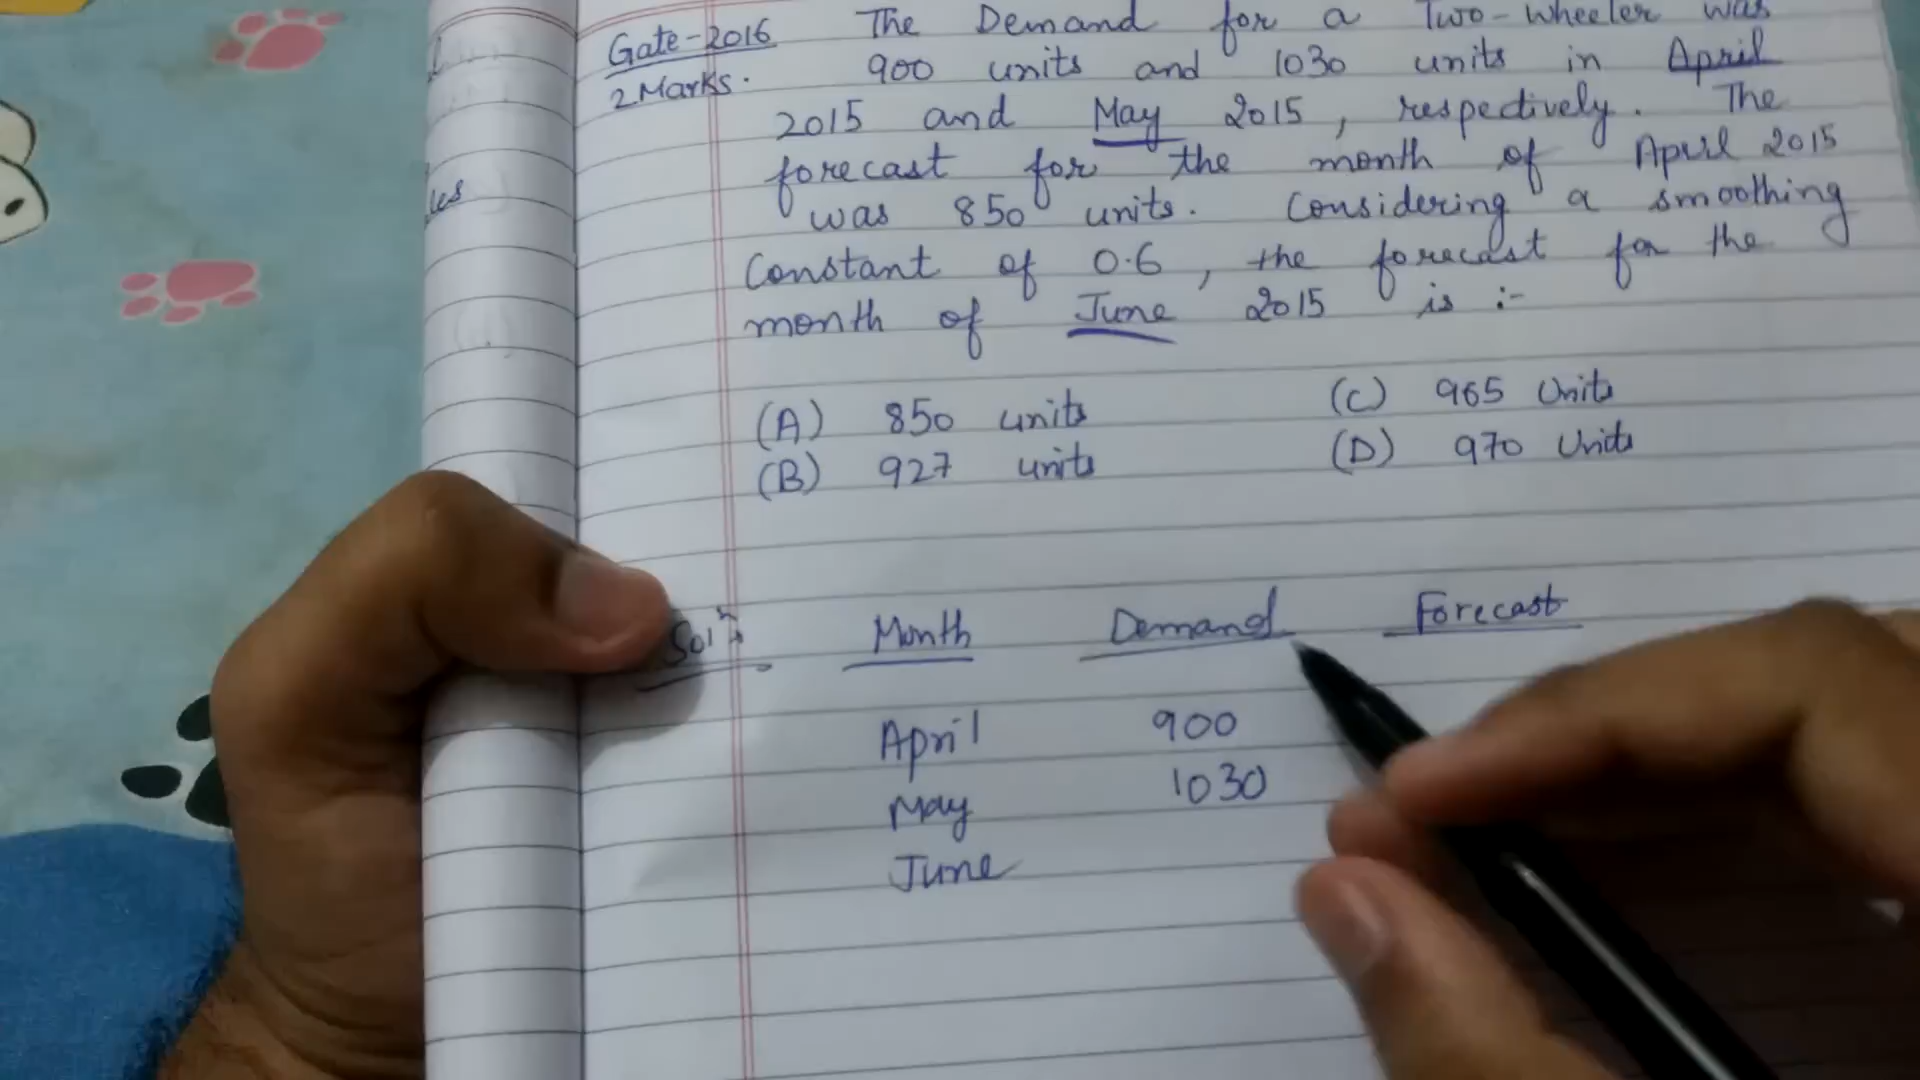 Gate-2016 The Demand for a Two-Wheeler was
2 Marks. 900 units and 1030 units in April
2015 and May 2015, respectively. The
forecast for the month of April 2015
was 850 units. Considering a smoothing
Constant of 0.6, the forecast for the
month of June 2015 is :-
(A) 850 units (C) 965 Units
(B) 927 units (D) 970 Units
Solⁿ Month Demand Forecast
April 900
May 1030
June